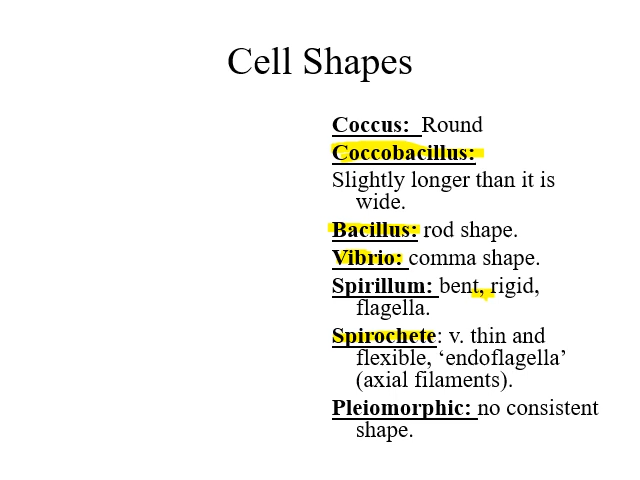 Cell Shapes
Coccus: Round
Coccobacillus:
Slightly longer than it is
wide.
Bacillus: rod shape.
Vibrio: comma shape.
Spirillum: bent, rigid,
flagella.
Spirochete: v. thin and
flexible, ‘endoflagella’
(axial filaments).
Pleiomorphic: no consistent
shape.